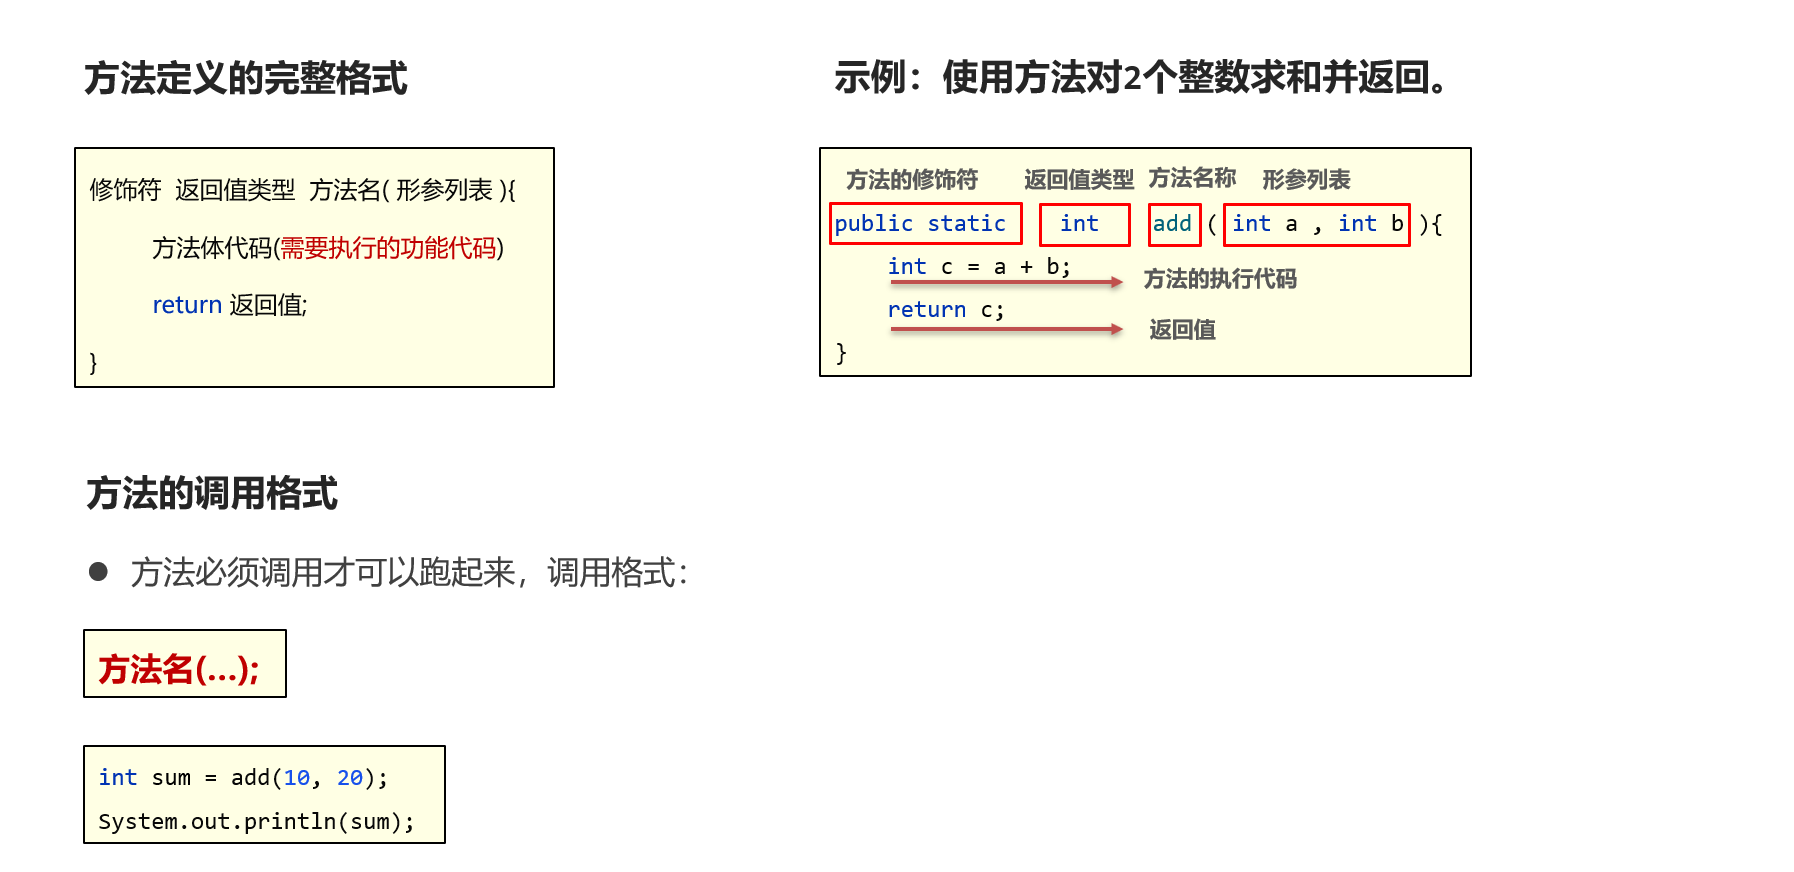 方法定义的完整格式
修饰符 返回值类型 方法名( 形参列表 ){
方法体代码(需要执行的功能代码)
return 返回值;
}
示例：使用方法对2个整数求和并返回。
方法的修饰符 返回值类型 方法名称 形参列表
public static int add ( int a , int b ){
int c = a + b; 方法的执行代码
return c; 返回值
}
方法的调用格式
● 方法必须调用才可以跑起来，调用格式：
方法名(...);
int sum = add(10, 20);
System.out.println(sum);